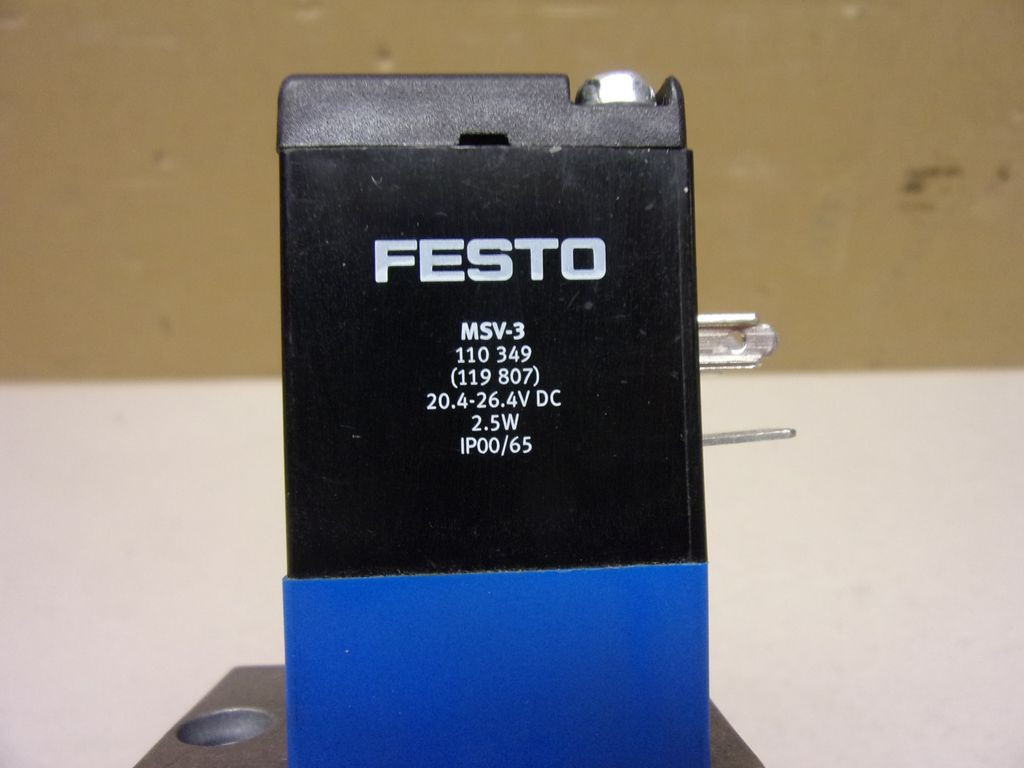 FESTO
MSV-3
110 349
(119 807)
20.4-26.4V DC
2.5W
IP00/65